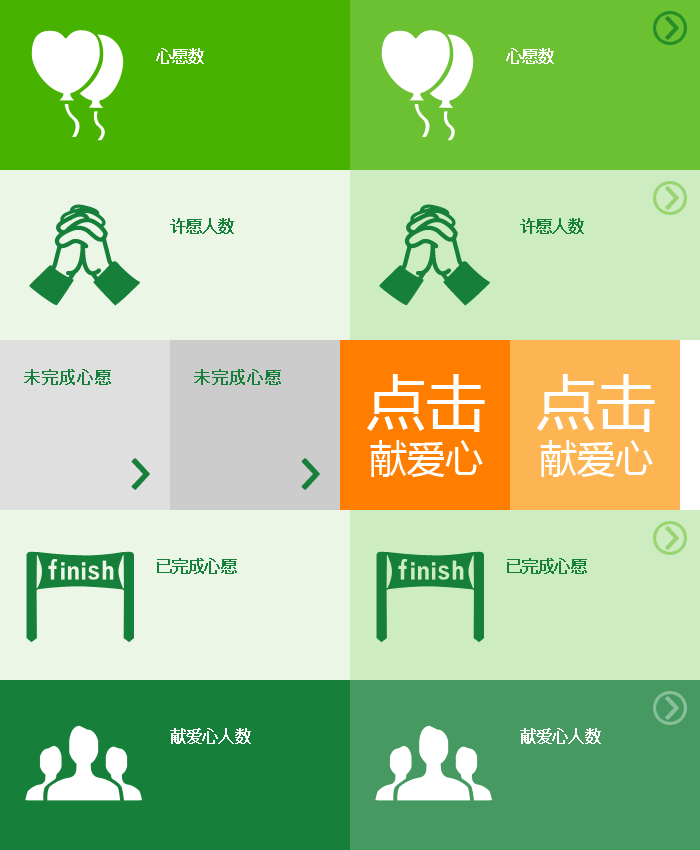 心愿数
心愿数
许愿人数
许愿人数
未完成心愿
未完成心愿
点击
献爱心
点击
献爱心
finish
已完成心愿
finish
已完成心愿
献爱心人数
献爱心人数